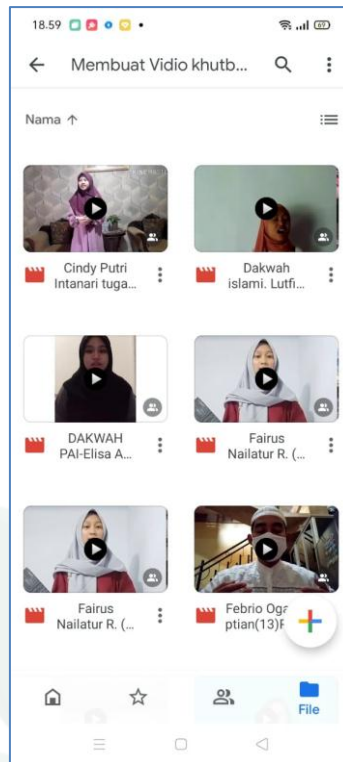 18.59
69
Membuat Vidio khutb...
Nama ↑
Cindy Putri
Intanari tuga...
Dakwah
islami. Lutfi...
DAKWAH
PAI-Elisa A...
Fairus
Nailatur R. (...
Fairus
Nailatur R. (...
Febrio Oga
ptian(13)
File